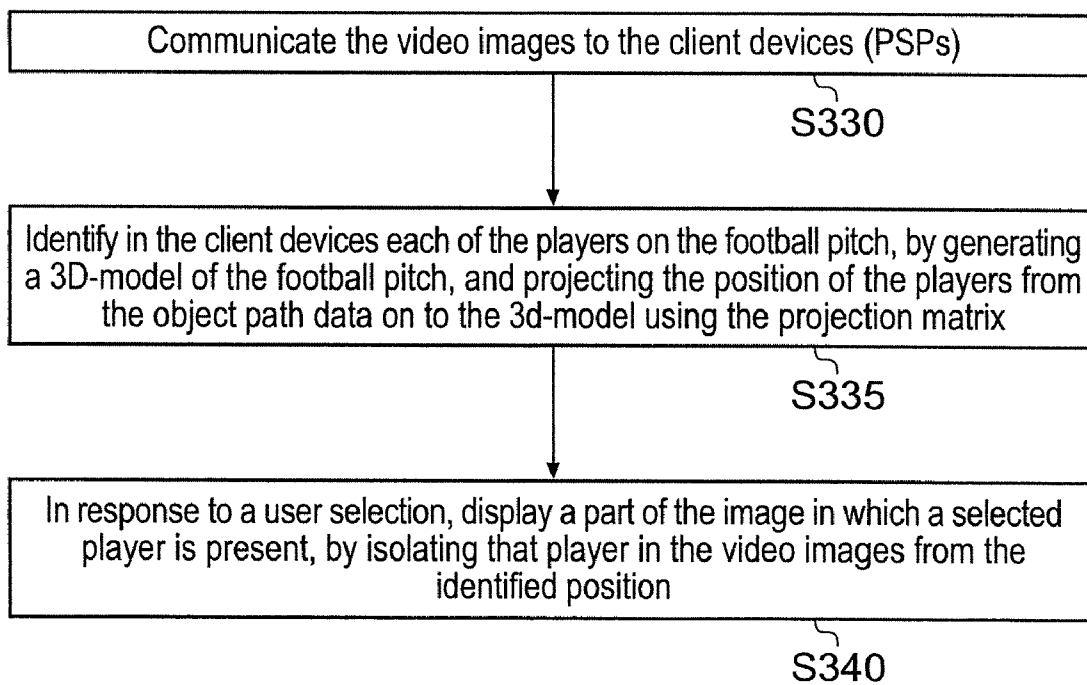 Communicate the video images to the client devices (PSPs)
S330
Identify in the client devices each of the players on the football pitch, by generating
a 3D-model of the football pitch, and projecting the position of the players from
the object path data on to the 3d-model using the projection matrix
S335
In response to a user selection, display a part of the image in which a selected
player is present, by isolating that player in the video images from the
identified position
S340